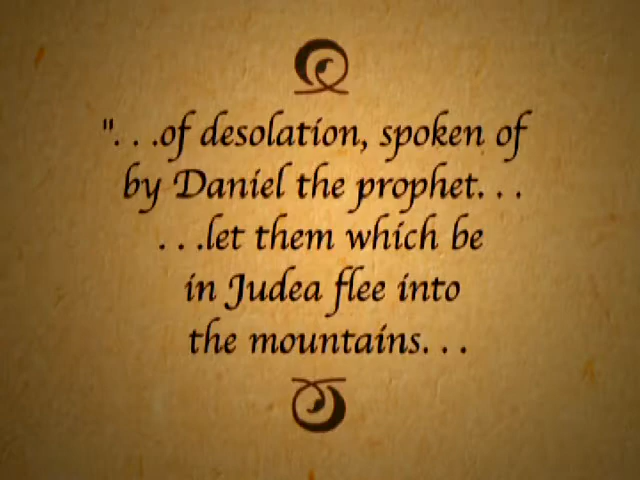 ". . .of desolation, spoken of
by Daniel the prophet. . .
. . .let them which be
in Judea flee into
the mountains. . .